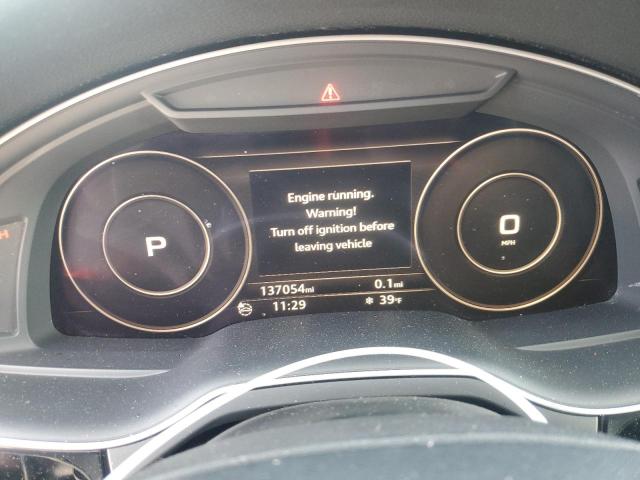 Engine running.
Warning!
Turn off ignition before
leaving vehicle
P
0
MPH
137054mi
0.1mi
11:29
❄ 39°F